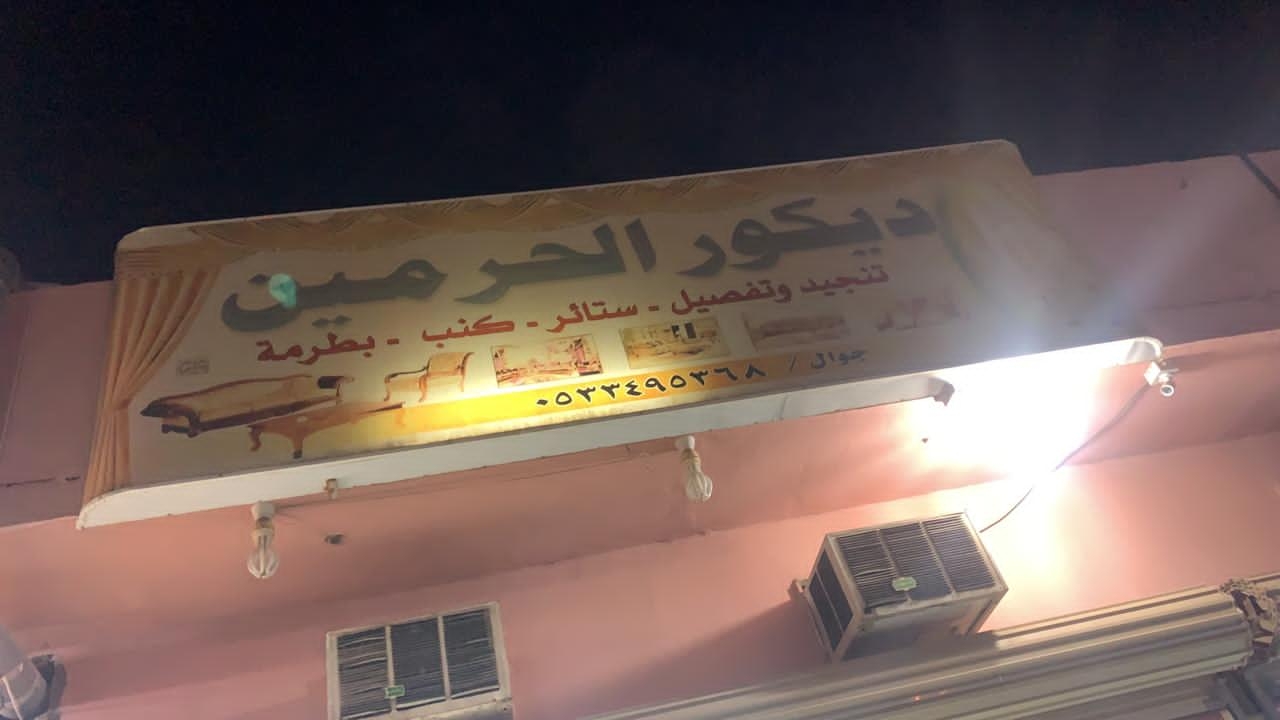 ديكور الحرمين
تنجيد وتفصيل - ستائر - كنب - بطرمة
جوال / ٠٥٣٣٤٩٥٣٦٨